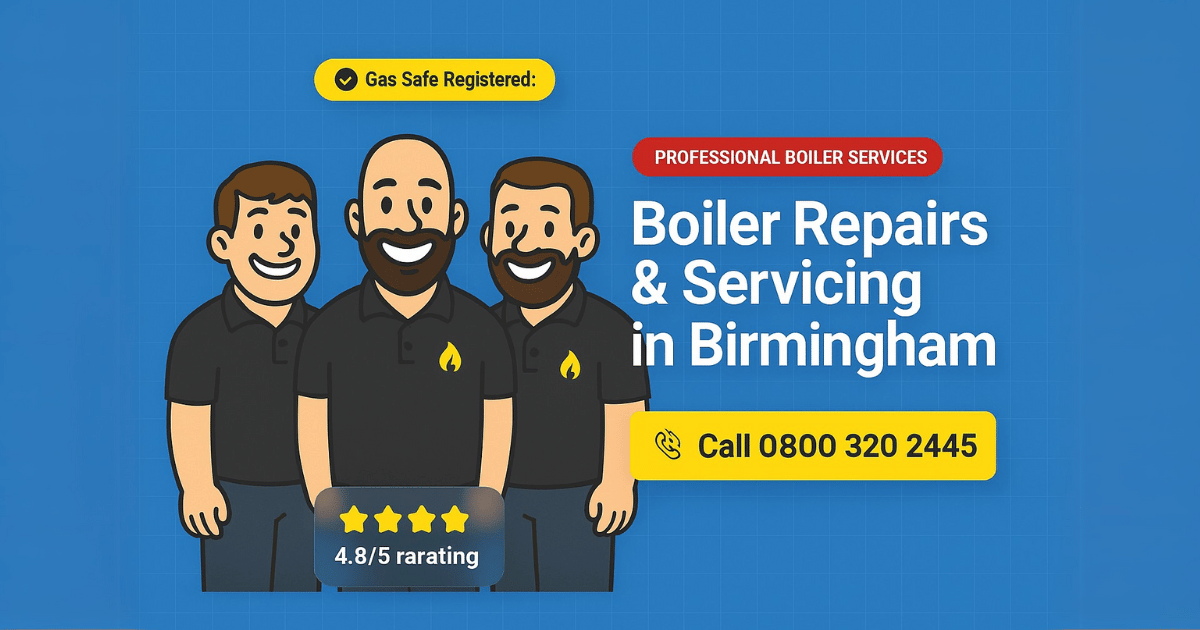 Gas Safe Registered:
PROFESSIONAL BOILER SERVICES
Boiler Repairs
& Servicing
in Birmingham
Call 0800 320 2445
4.8/5 rarating